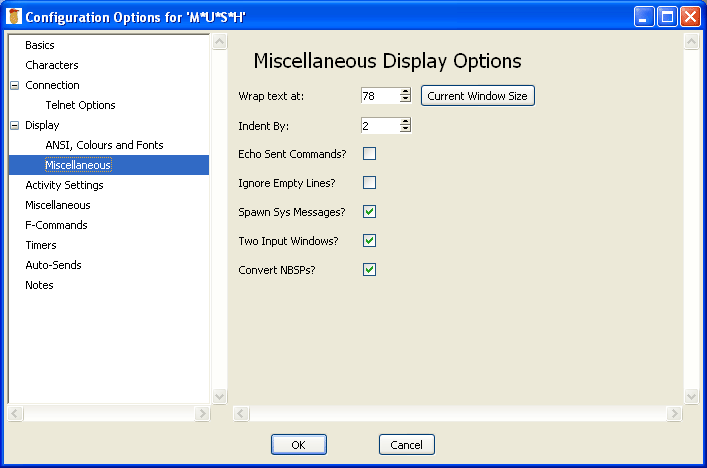 Configuration Options for 'M*U*S*H'
Basics
Characters
Connection
Telnet Options
Display
ANSI, Colours and Fonts
Miscellaneous
Activity Settings
Miscellaneous
F-Commands
Timers
Auto-Sends
Notes
Miscellaneous Display Options
Wrap text at: 78 Current Window Size
Indent By: 2
Echo Sent Commands?
Ignore Empty Lines?
Spawn Sys Messages?
Two Input Windows?
Convert NBSPs?
OK Cancel